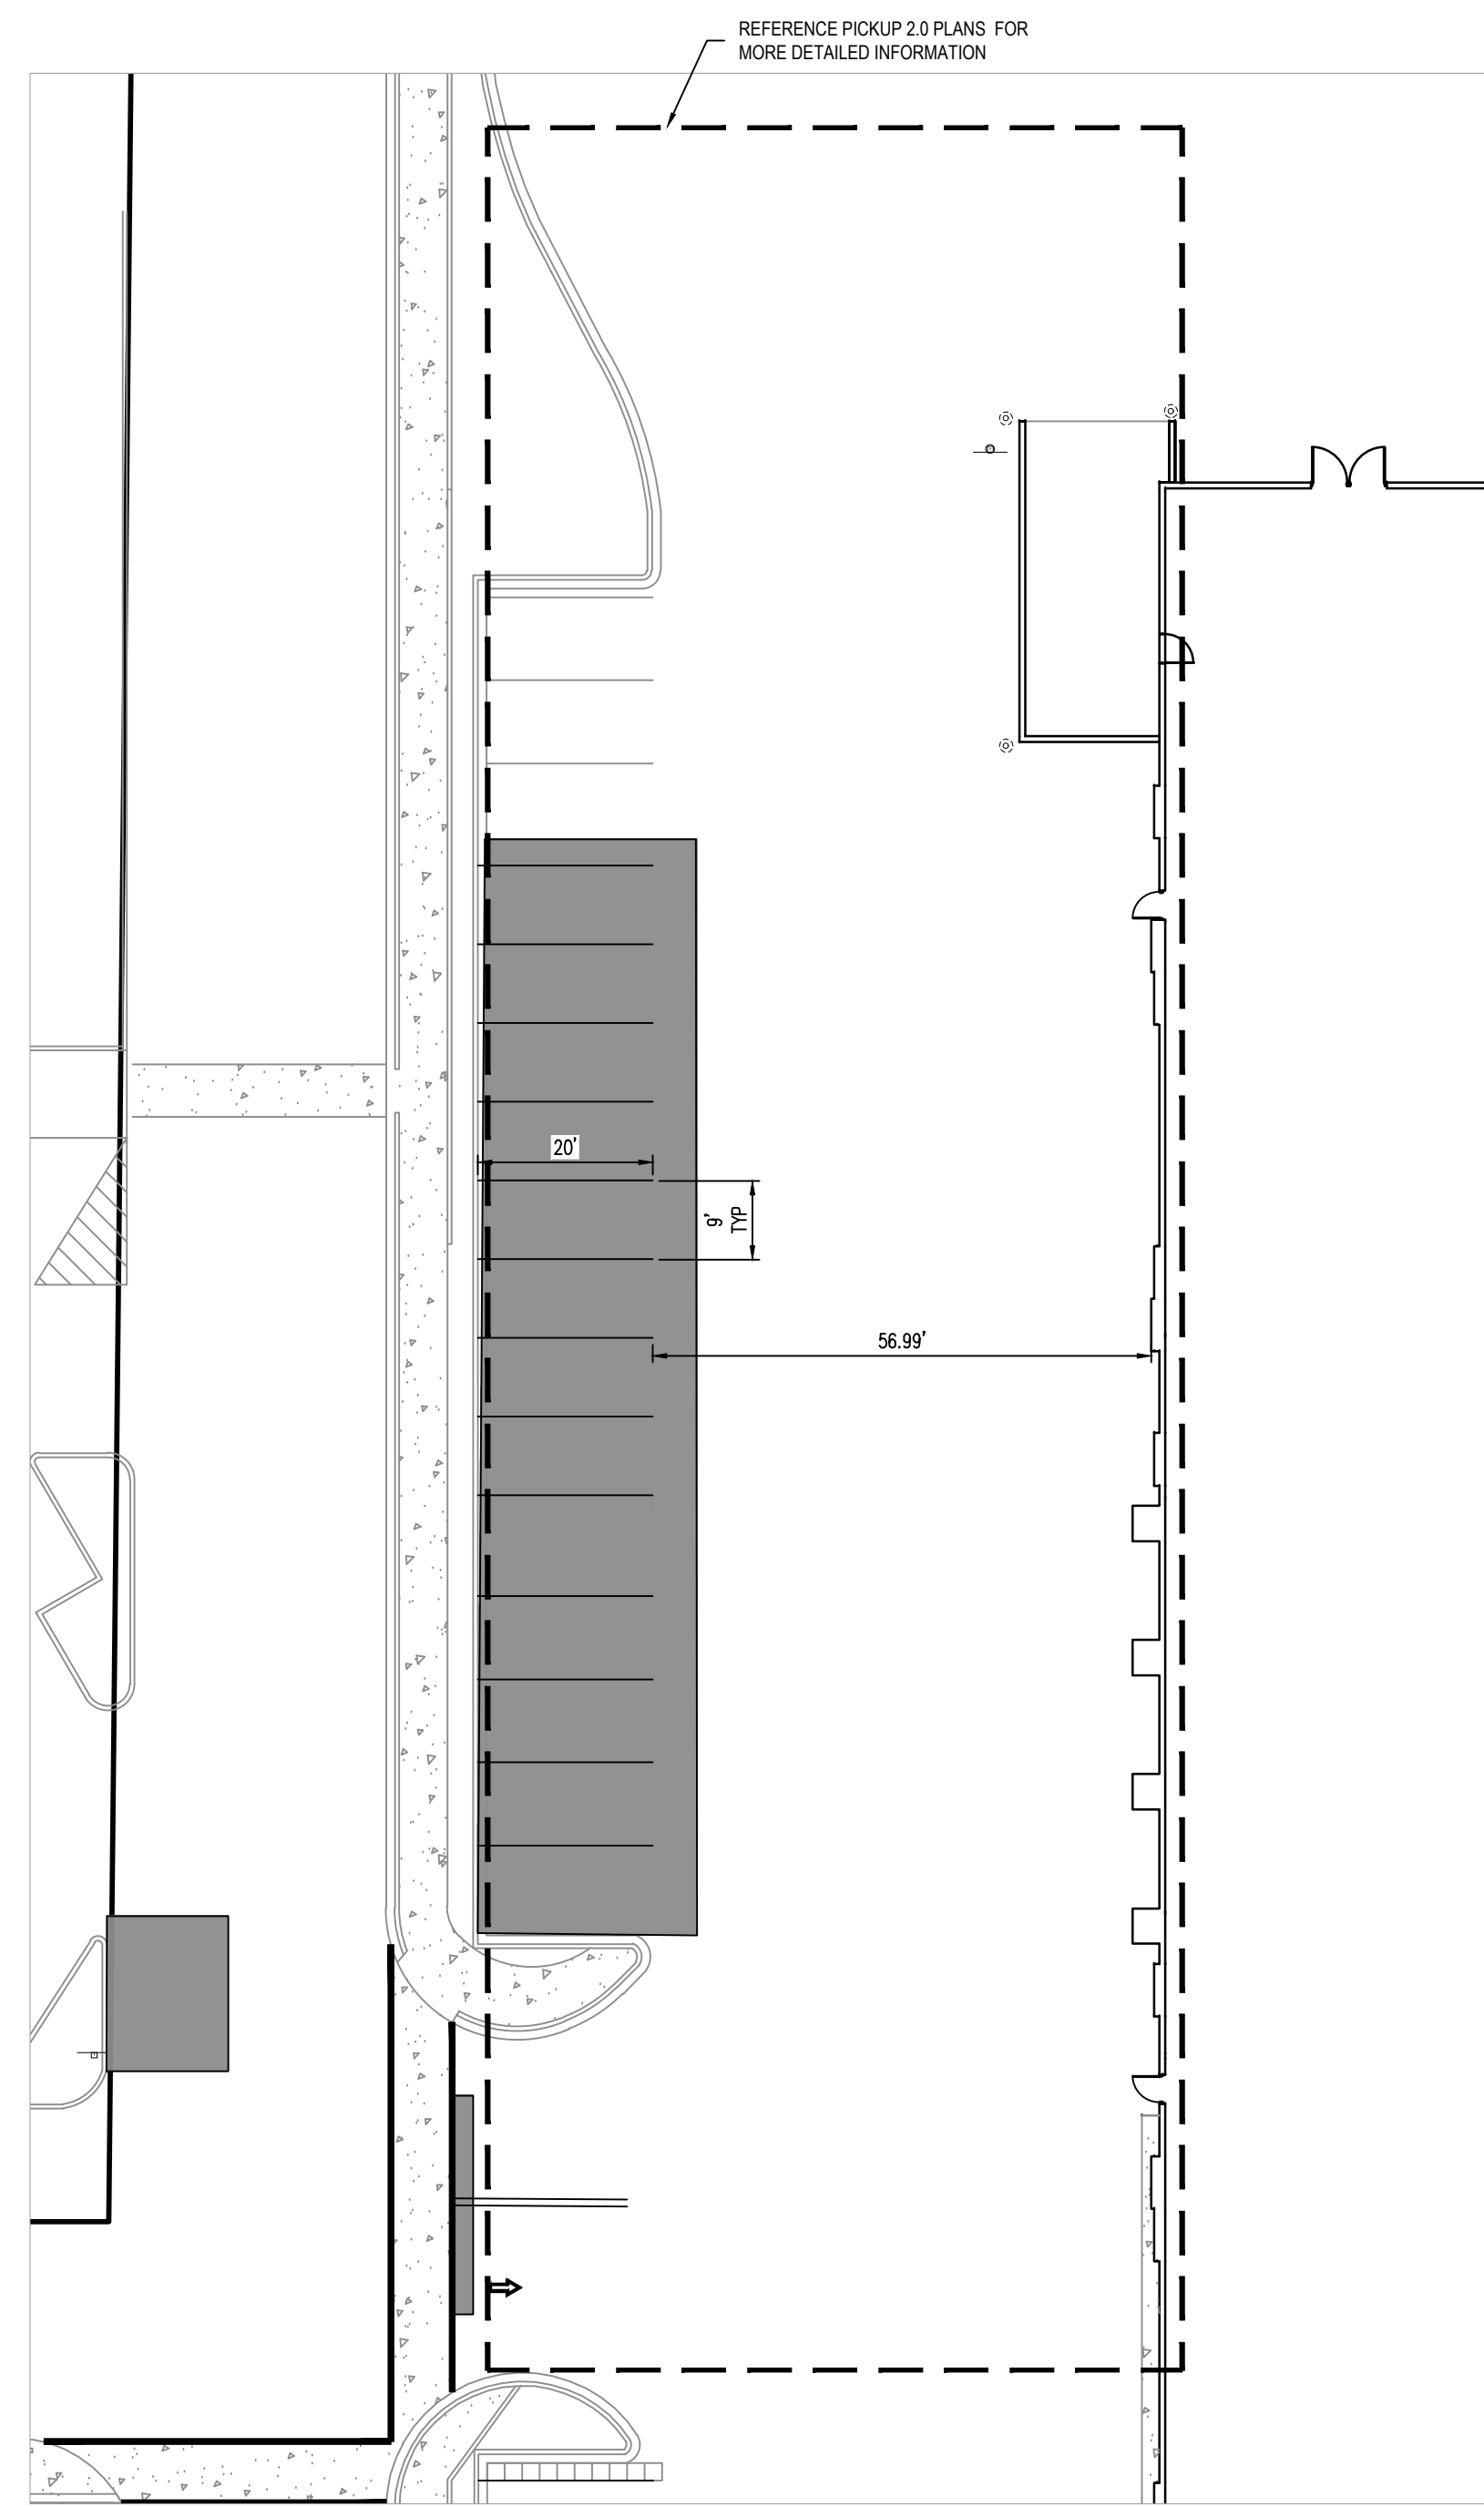 REFERENCE PICKUP 2.0 PLANS FOR
MORE DETAILED INFORMATION
20'
9'
TYP
56.99'